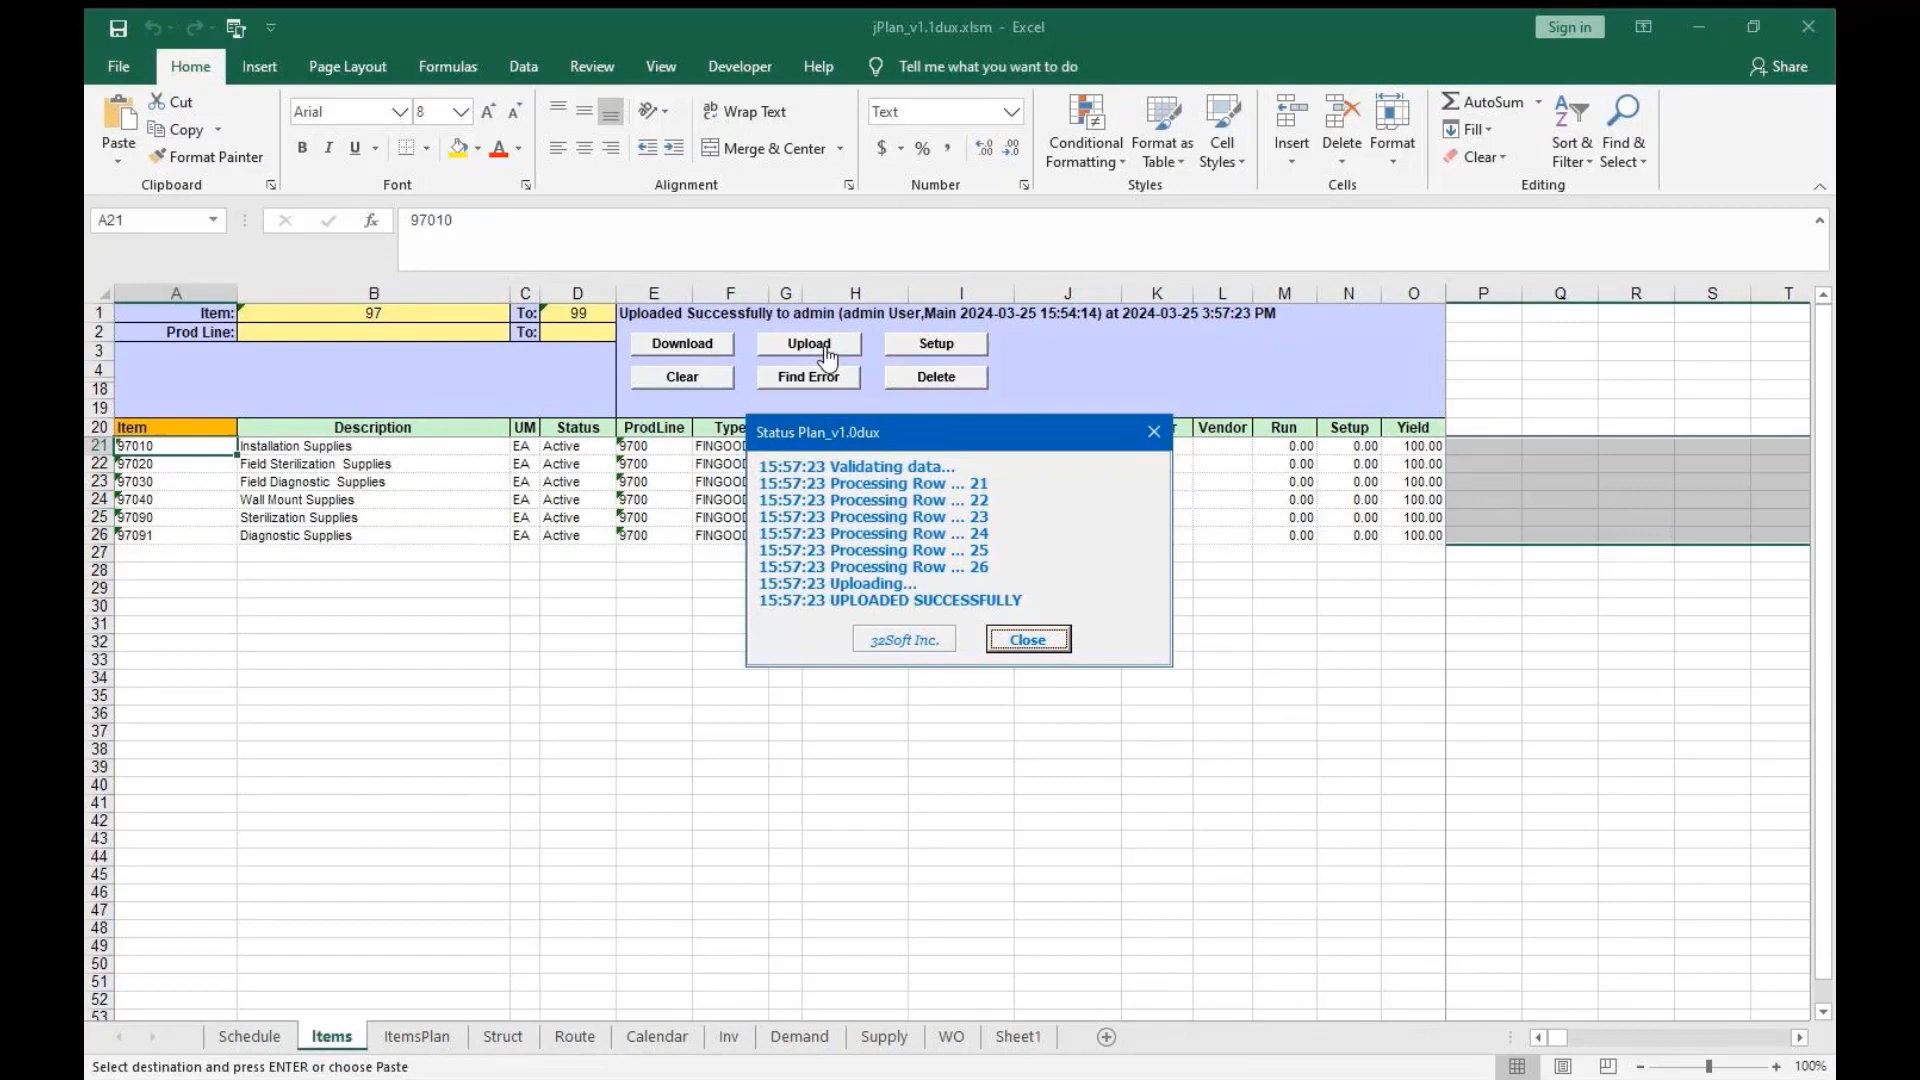 jPlan_v1.1dux.xlsm - Excel
Sign in
File Home Insert Page Layout Formulas Data Review View Developer Help Tell me what you want to do Share
Paste
Cut
Copy
Format Painter
Clipboard
Arial 8
B I U
Font
Wrap Text
Merge & Center
Alignment
Text
$ % ,
Number
Conditional Formatting
Format as Table
Cell Styles
Styles
Insert Delete Format
Cells
AutoSum
Fill
Clear
Sort & Filter
Find & Select
Editing
A21 fx 97010
A B C D E F G H I J K L M N O P Q R S T
1 Item: 97 To: 99 Uploaded Successfully to admin (admin User,Main 2024-03-25 15:54:14) at 2024-03-25 3:57:23 PM
2 Prod Line: To: Download Upload Setup
3
4 Clear Find Error Delete
18
19
20 Item Description UM Status ProdLine Type Vendor Run Setup Yield
21 97010 Installation Supplies EA Active 9700 FINGOOD 0.00 0.00 100.00
22 97020 Field Sterilization Supplies EA Active 9700 FINGOOD 0.00 0.00 100.00
23 97030 Field Diagnostic Supplies EA Active 9700 FINGOOD 0.00 0.00 100.00
24 97040 Wall Mount Supplies EA Active 9700 FINGOOD 0.00 0.00 100.00
25 97090 Sterilization Supplies EA Active 9700 FINGOOD 0.00 0.00 100.00
26 97091 Diagnostic Supplies EA Active 9700 FINGOOD 0.00 0.00 100.00
Status Plan_v1.0dux
15:57:23 Validating data...
15:57:23 Processing Row ... 21
15:57:23 Processing Row ... 22
15:57:23 Processing Row ... 23
15:57:23 Processing Row ... 24
15:57:23 Processing Row ... 25
15:57:23 Processing Row ... 26
15:57:23 Uploading...
15:57:23 UPLOADED SUCCESSFULLY
32Soft Inc. Close
27
28
29
30
31
32
33
34
35
36
37
38
39
40
41
42
43
44
45
46
47
48
49
50
51
52
53
Schedule Items ItemsPlan Struct Route Calendar Inv Demand Supply WO Sheet1
Select destination and press ENTER or choose Paste 100%